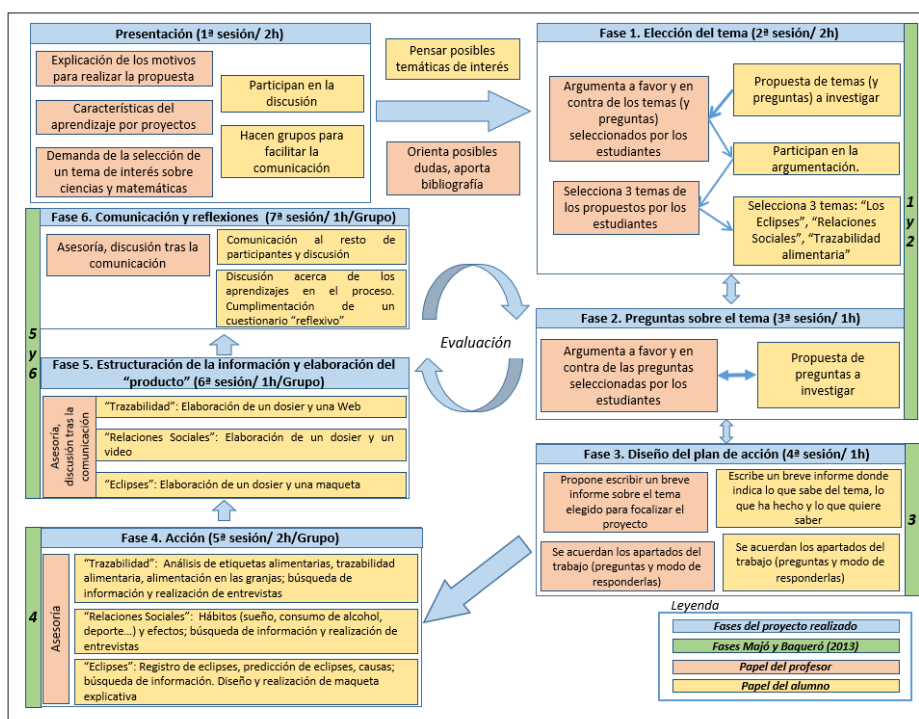 Presentación (1ª sesión/ 2h)
Explicación de los motivos
para realizar la propuesta
Características del
aprendizaje por proyectos
Demanda de la selección de
un tema de interés sobre
ciencias y matemáticas
Participan en la
discusión
Hacen grupos para
facilitar la
comunicación
Pensar posibles
temáticas de interés
Orienta posibles
dudas, aporta
bibliografía
Fase 1. Elección del tema (2ª sesión/ 2h)
Argumenta a favor y en
contra de los temas (y
preguntas)
seleccionados por los
estudiantes
Selecciona 3 temas de
los propuestos por los
estudiantes
Propuesta de temas (y
preguntas) a investigar
Participan en la
argumentación.
Selecciona 3 temas: “Los
Eclipses”, “Relaciones
Sociales”, “Trazabilidad
alimentaria”
1 y 2
Fase 2. Preguntas sobre el tema (3ª sesión/ 1h)
Argumenta a favor y en
contra de las preguntas
seleccionadas por los
estudiantes
Propuesta de
preguntas a
investigar
Fase 3. Diseño del plan de acción (4ª sesión/ 1h)
Propone escribir un breve
informe sobre el tema
elegido para focalizar el
proyecto
Escribe un breve informe donde
indica lo que sabe del tema, lo
que ha hecho y lo que quiere
saber
Se acuerdan los apartados del
trabajo (preguntas y modo de
responderlas)
Se acuerdan los apartados del
trabajo (preguntas y modo de
responderlas)
3
Fase 4. Acción (5ª sesión/ 2h/Grupo)
Asesoría
“Trazabilidad”: Análisis de etiquetas alimentarias, trazabilidad
alimentaria, alimentación en las granjas; búsqueda de
información y realización de entrevistas
“Relaciones Sociales”: Hábitos (sueño, consumo de alcohol,
deporte...) y efectos; búsqueda de información y realización de
entrevistas
“Eclipses”: Registro de eclipses, predicción de eclipses, causas;
búsqueda de información. Diseño y realización de maqueta
explicativa
4
Fase 5. Estructuración de la información y elaboración del
“producto” (6ª sesión/ 1h/Grupo)
Asesoría,
discusión tras la
comunicación
“Trazabilidad”: Elaboración de un dosier y una Web
“Relaciones Sociales”: Elaboración de un dosier y un
video
“Eclipses”: Elaboración de un dosier y una maqueta
5 y 6
Fase 6. Comunicación y reflexiones (7ª sesión/ 1h/Grupo)
Asesoría, discusión tras la
comunicación
Comunicación al resto de
participantes y discusión
Discusión acerca de los
aprendizajes en el proceso.
Cumplimentación de un
cuestionario “reflexivo”
Evaluación
Leyenda
Fases del proyecto realizado
Fases Majó y Baqueró (2013)
Papel del profesor
Papel del alumno